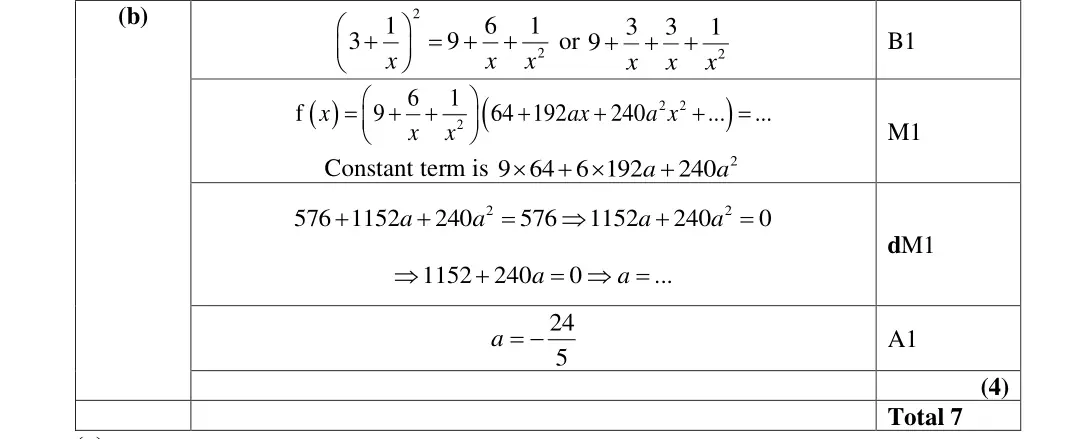 (b) (3 + 1/x)² = 9 + 6/x + 1/x² or 9 + 3/x + 3/x + 1/x² B1
f(x) = (9 + 6/x + 1/x²)(64 + 192ax + 240a²x² + ...) = ...
Constant term is 9×64 + 6×192a + 240a² M1
576 + 1152a + 240a² = 576 ⇒ 1152a + 240a² = 0
⇒ 1152 + 240a = 0 ⇒ a = ... dM1
a = −24/5 A1
(4)
Total 7